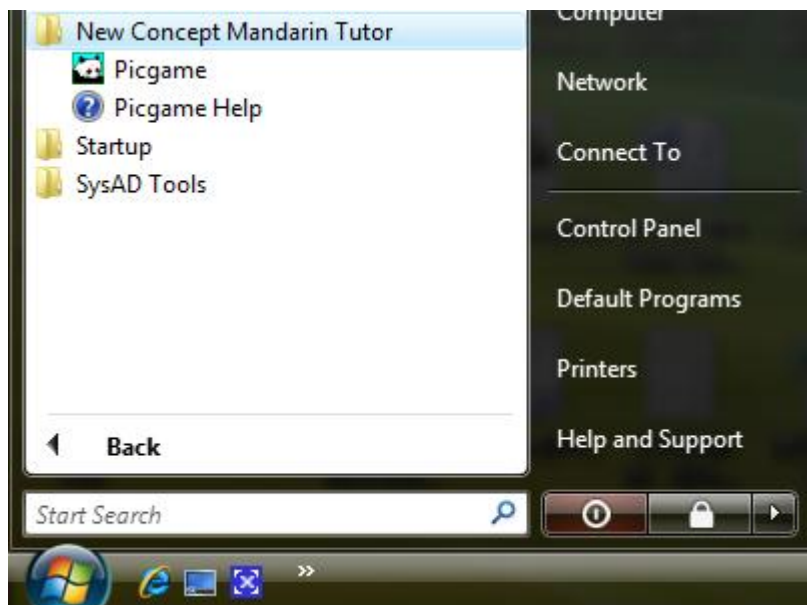 New Concept Mandarin Tutor
Picgame
Picgame Help
Startup
SysAD Tools
Back
Start Search
Computer
Network
Connect To
Control Panel
Default Programs
Printers
Help and Support